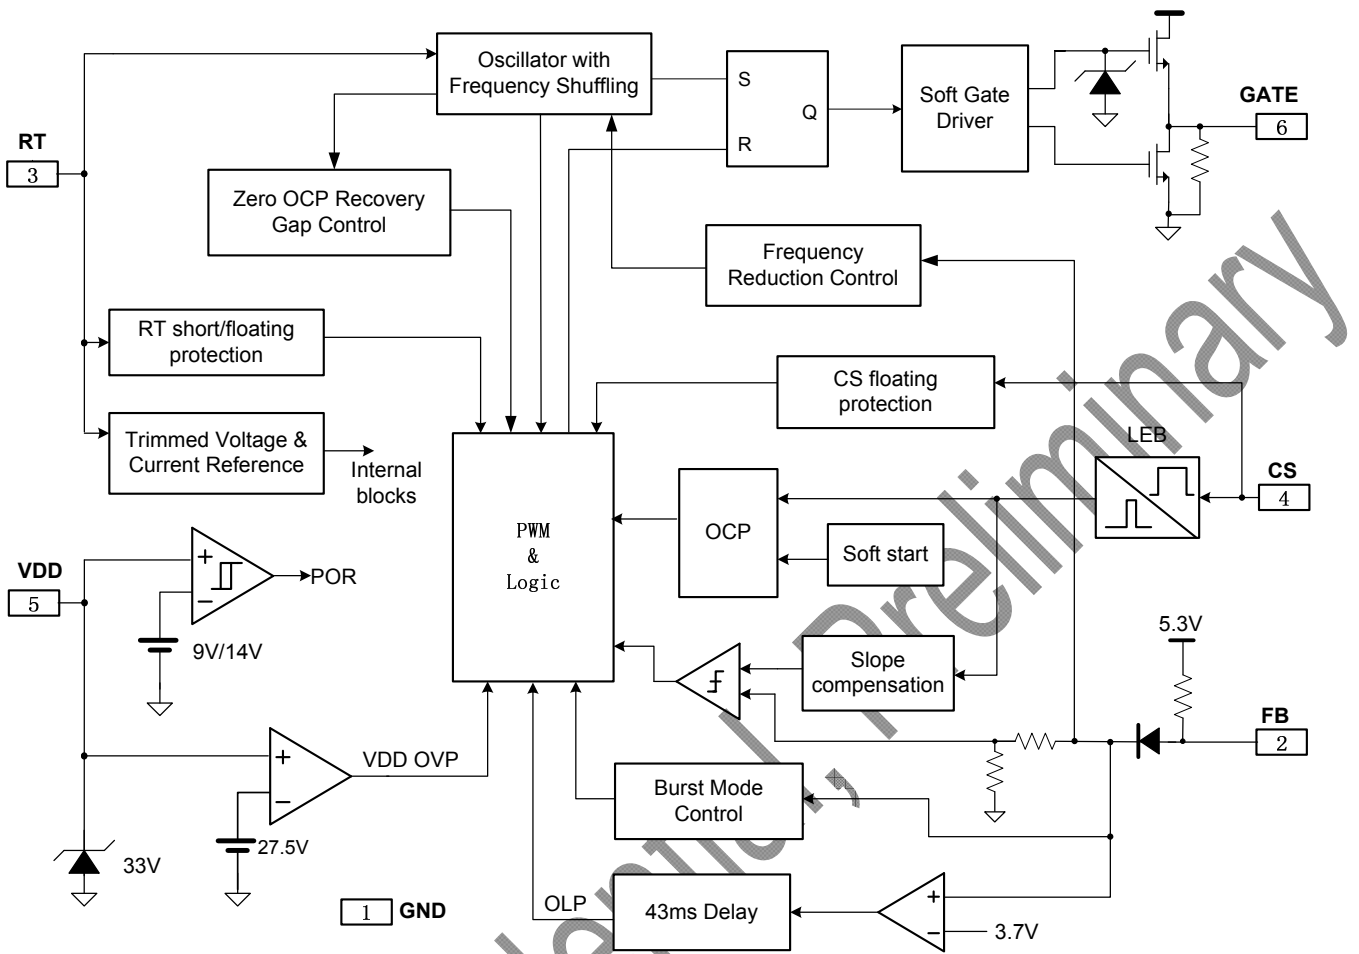 Oscillator with
Frequency Shuffling
S
R
Q
Soft Gate
Driver
GATE
6
RT
3
Zero OCP Recovery
Gap Control
Frequency
Reduction Control
RT short/floating
protection
CS floating
protection
Trimmed Voltage &
Current Reference
Internal
blocks
LEB
CS
4
PWM
&
Logic
OCP
Soft start
VDD
5
+
−
POR
9V/14V
Slope
compensation
5.3V
FB
2
+
−
VDD OVP
27.5V
33V
Burst Mode
Control
1
GND
OLP
43ms Delay
+
−
3.7V
Preliminary